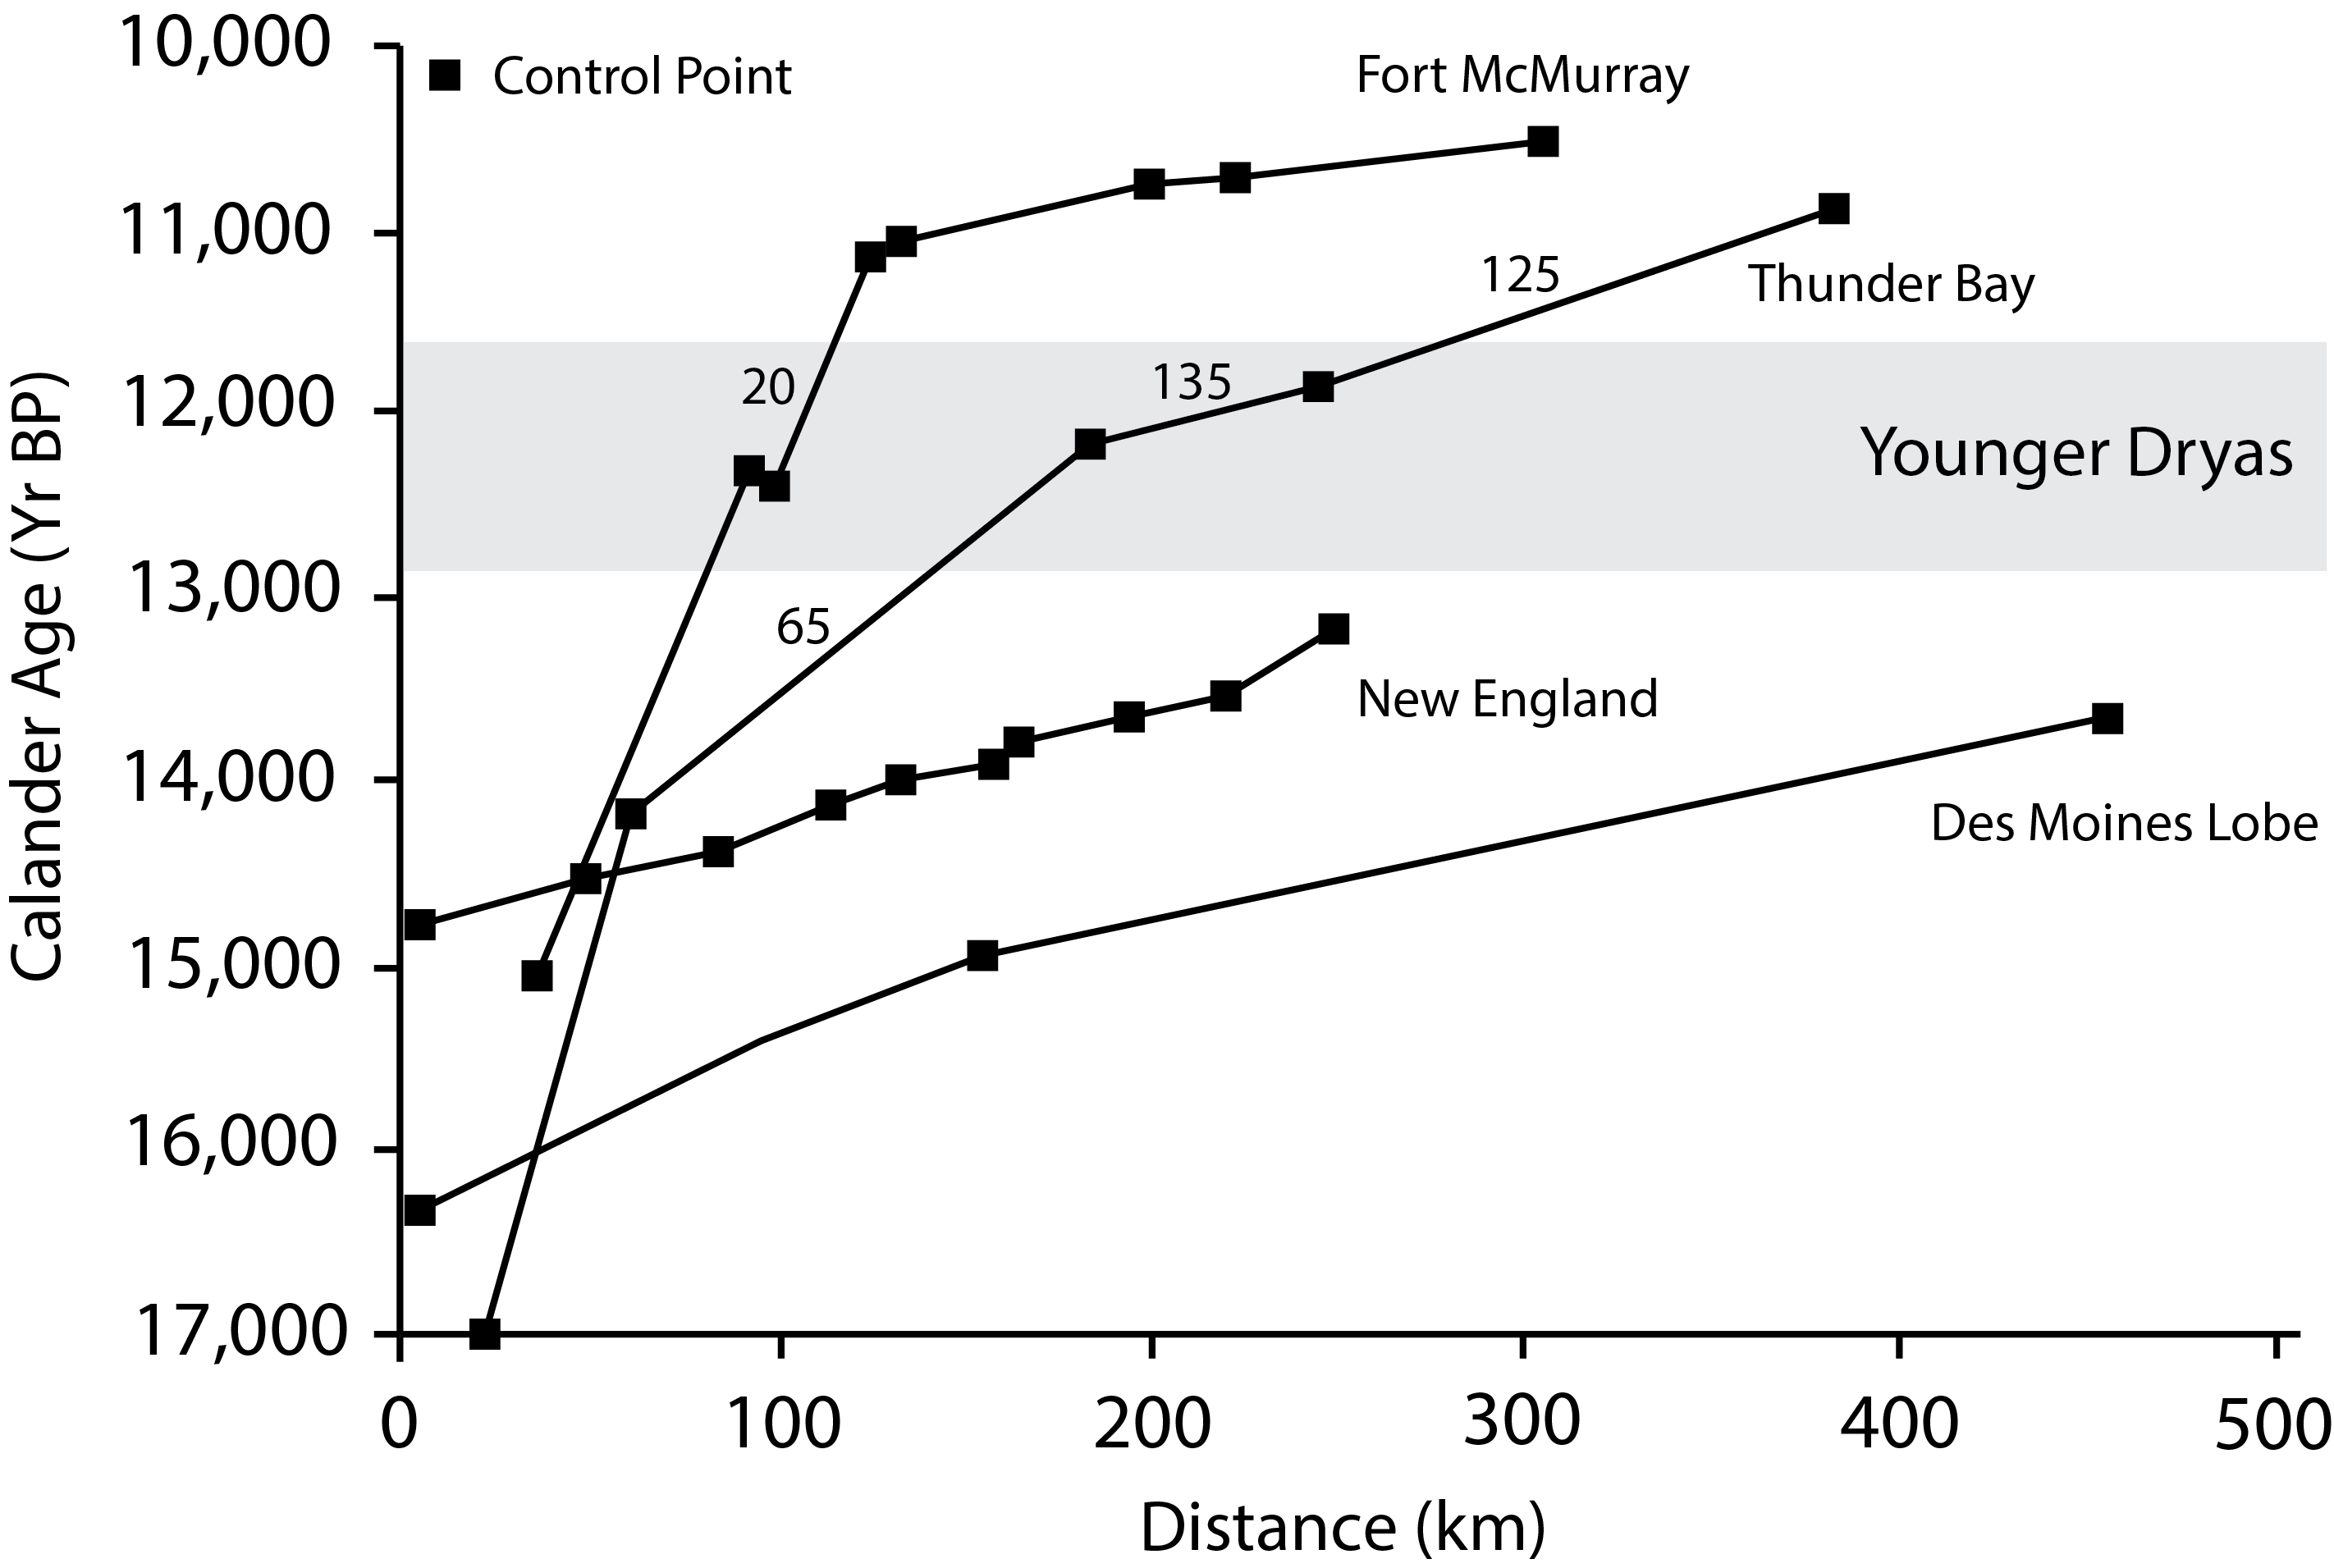 10,000
Control Point
Fort McMurray
11,000
125
Thunder Bay
20
135
12,000
Younger Dryas
13,000
65
New England
14,000
Des Moines Lobe
15,000
16,000
17,000
Calander Age (Yr BP)
0
100
200
300
400
500
Distance (km)